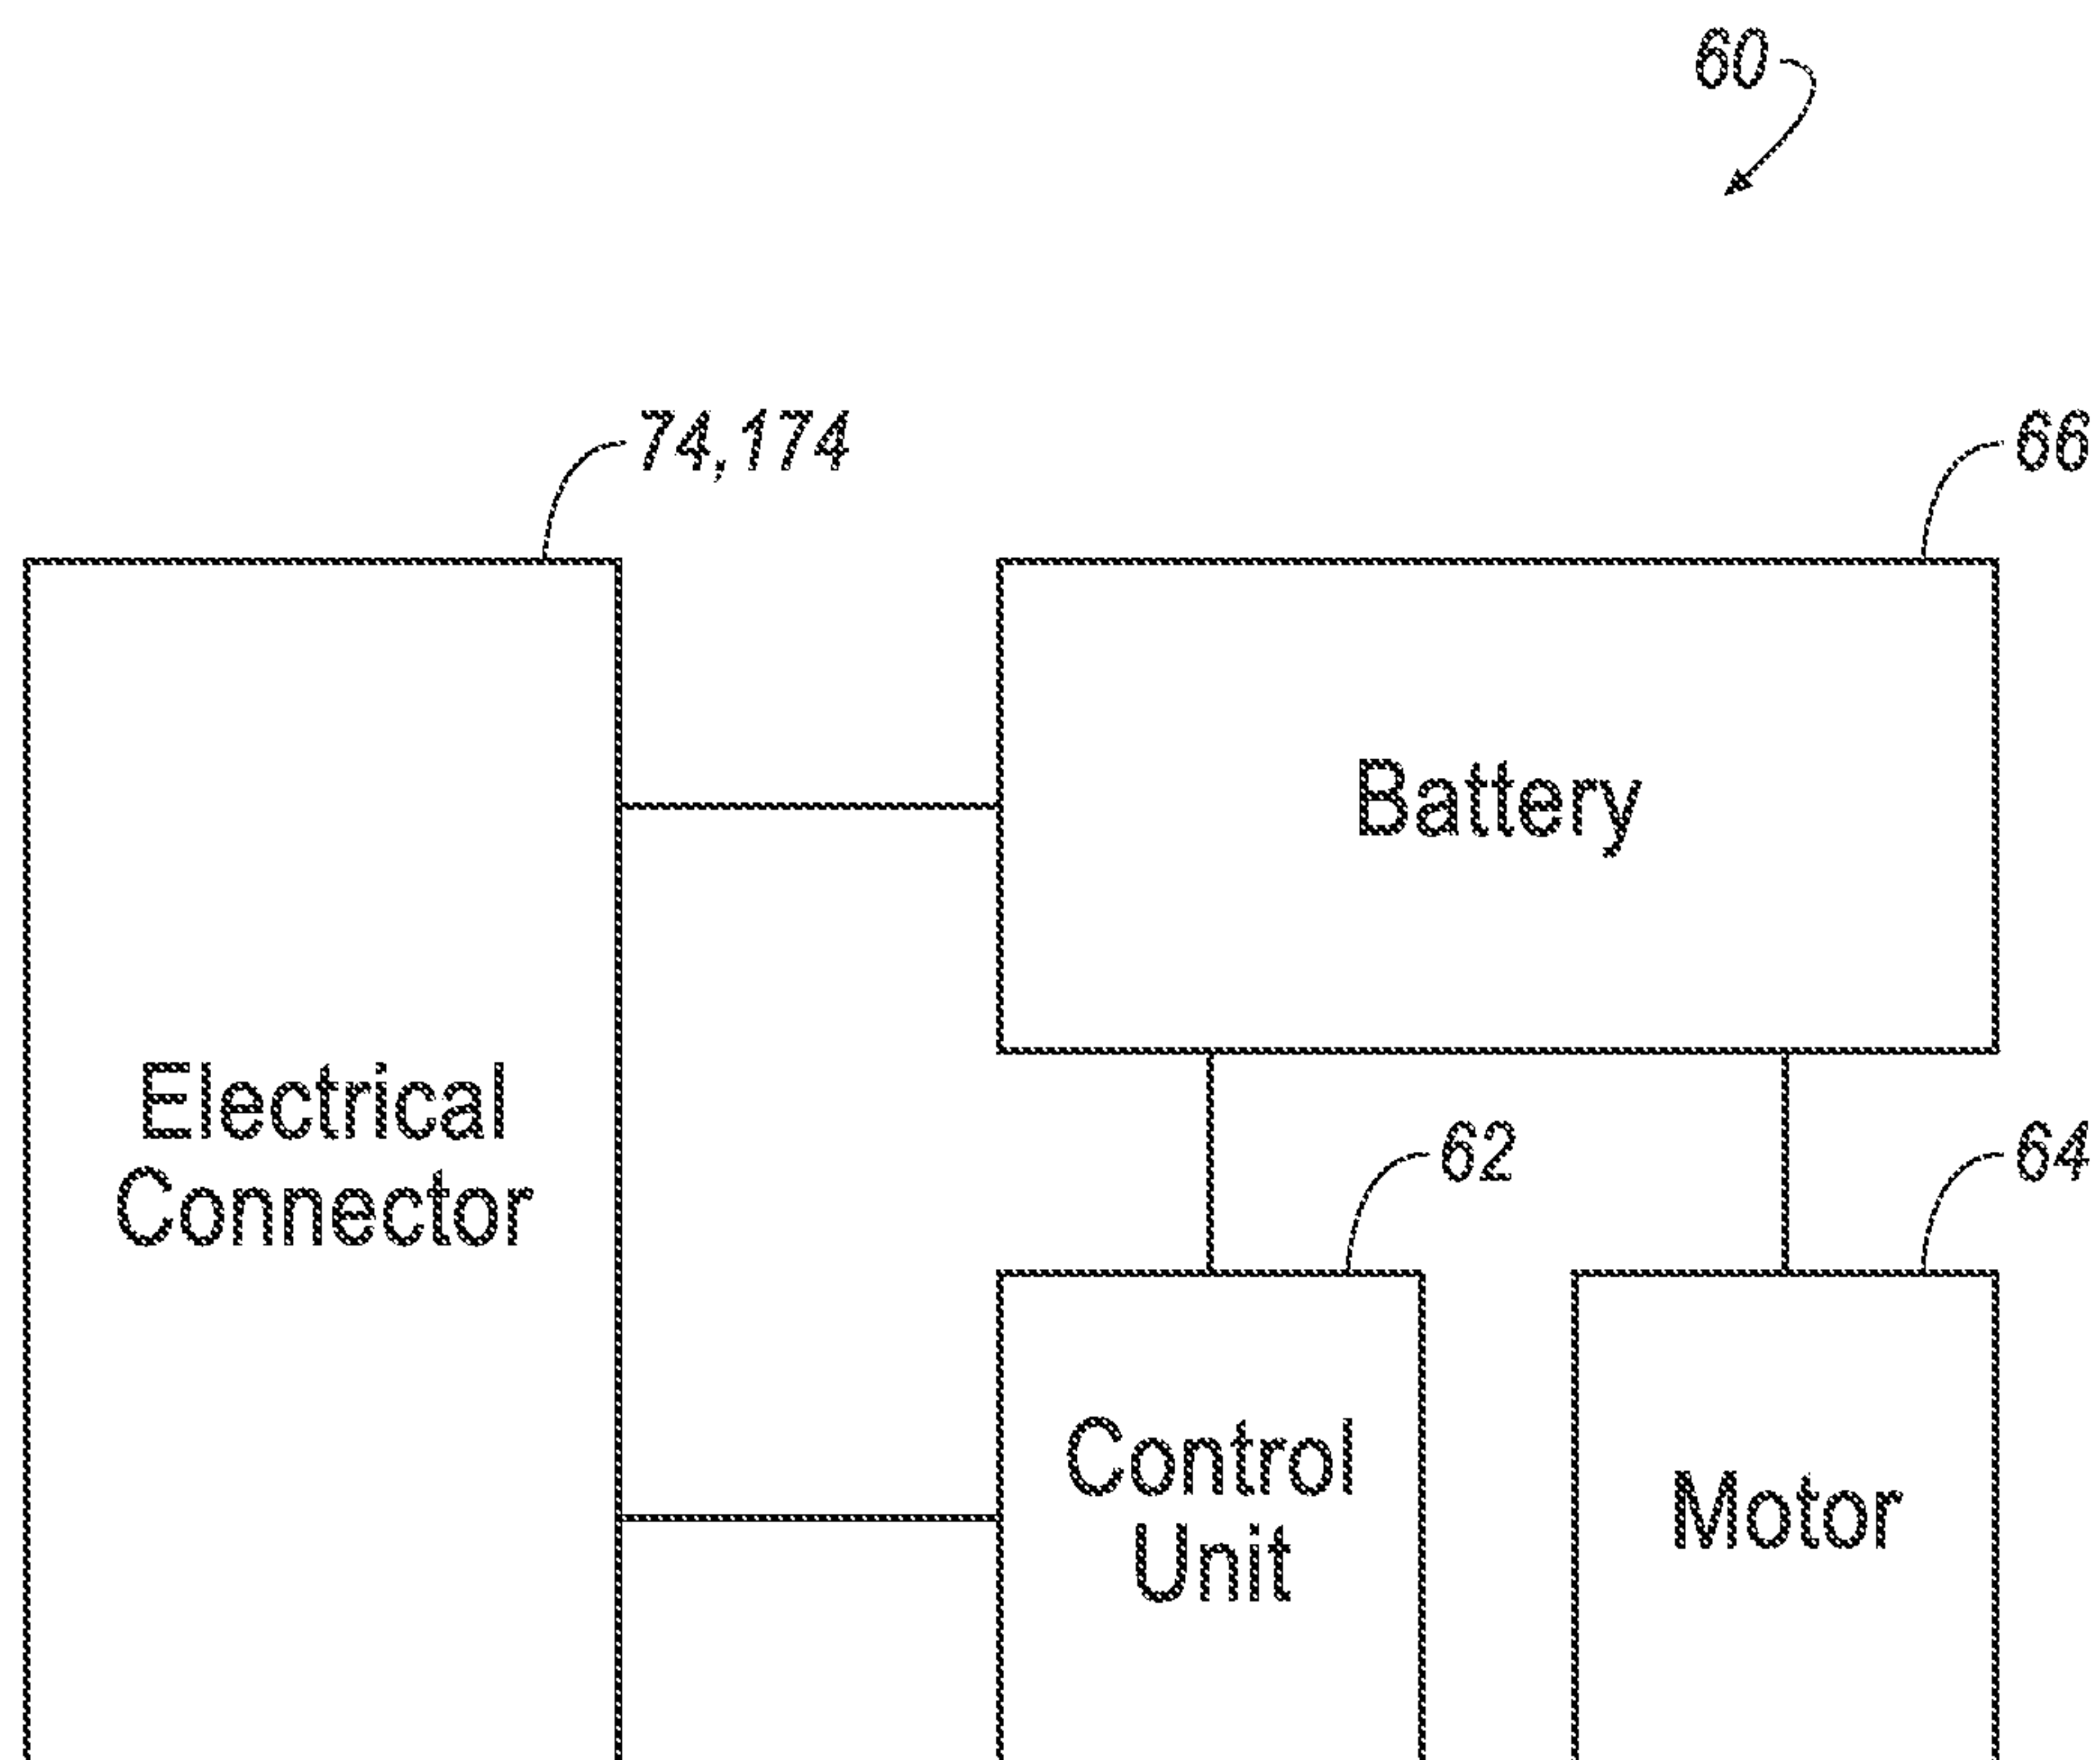 60
74,174
66
Battery
Electrical
Connector
62
64
Control
Unit
Motor